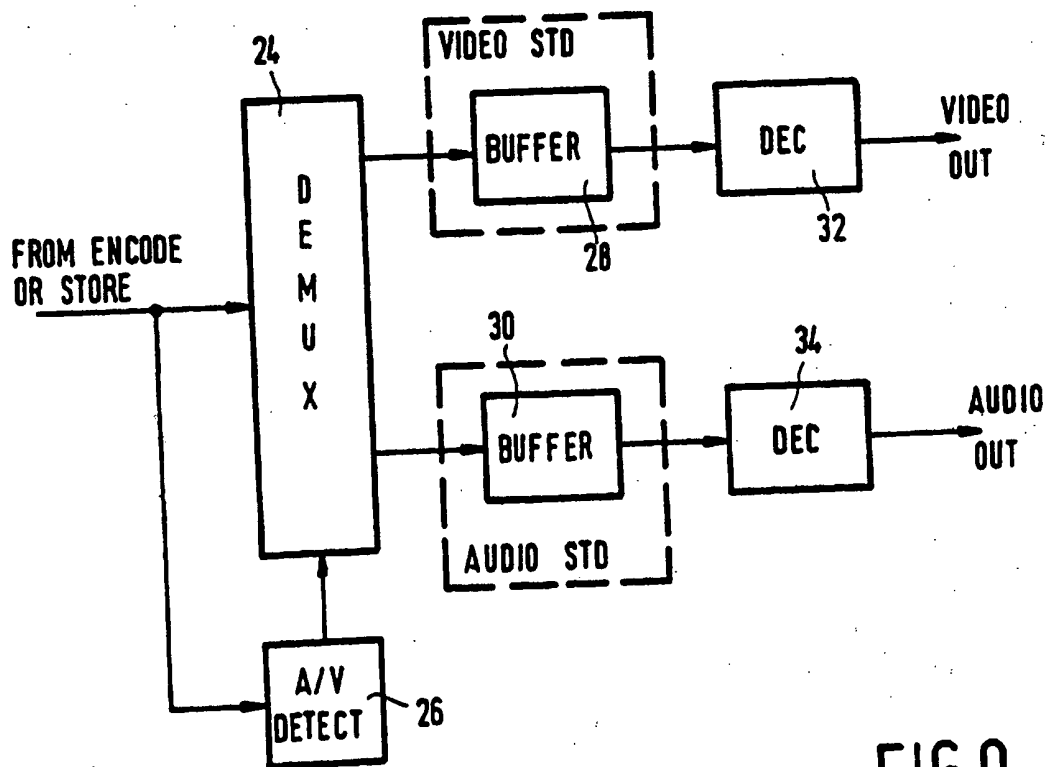 24
VIDEO STD
BUFFER
28
DEC
32
VIDEO
OUT
DEMUX
FROM ENCODE
OR STORE
30
BUFFER
AUDIO STD
34
DEC
AUDIO
OUT
A/V
DETECT
26